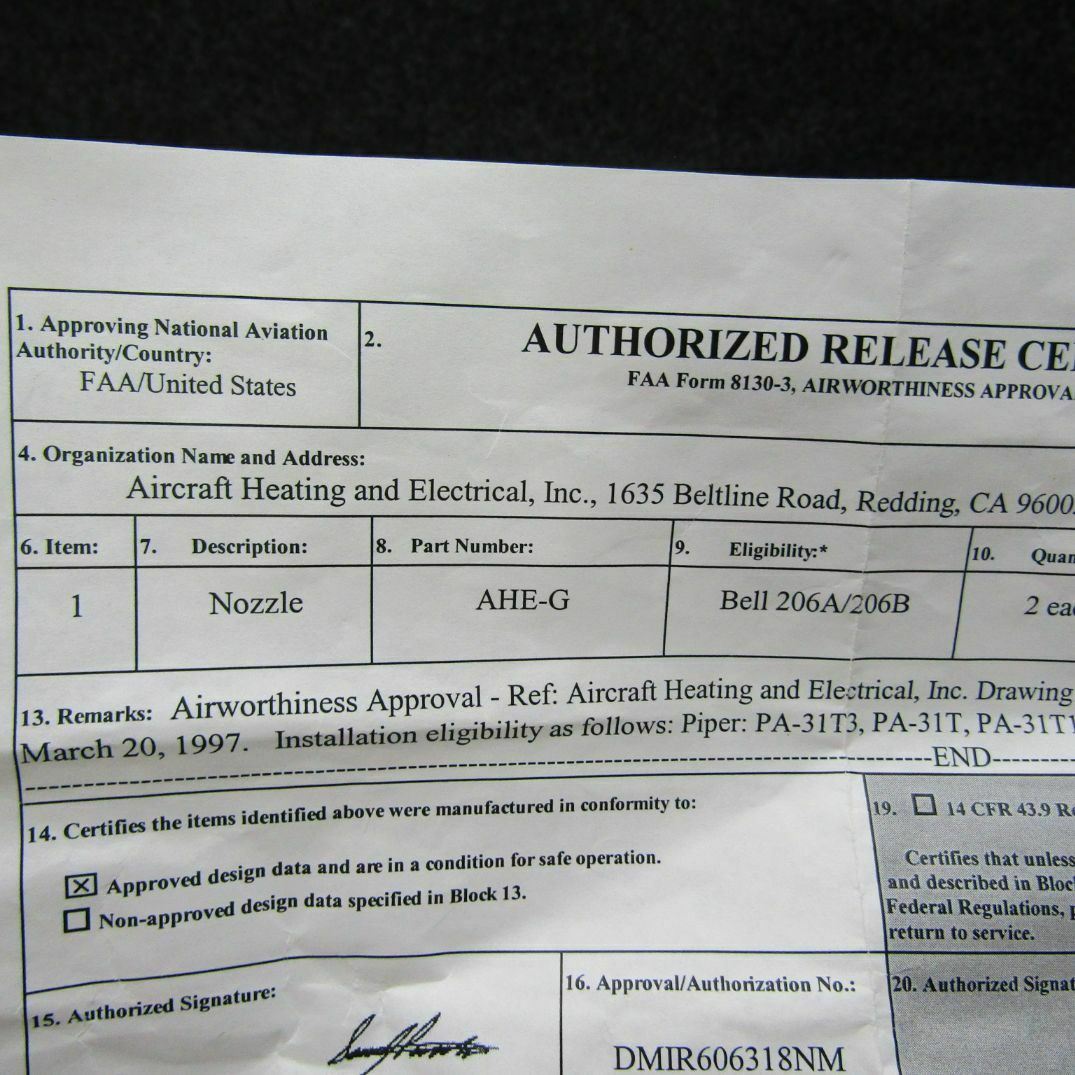 1. Approving National Aviation
Authority/Country:
FAA/United States
2.
AUTHORIZED RELEASE CE
FAA Form 8130-3, AIRWORTHINESS APPROVA
4. Organization Name and Address:
Aircraft Heating and Electrical, Inc., 1635 Beltline Road, Redding, CA 9600
6. Item: 7. Description: 8. Part Number: 9. Eligibility:* 10. Quan
1 Nozzle AHE-G Bell 206A/206B 2 ea
13. Remarks: Airworthiness Approval - Ref: Aircraft Heating and Electrical, Inc. Drawing
March 20, 1997. Installation eligibility as follows: Piper: PA-31T3, PA-31T, PA-31T1
-----END-----
14. Certifies the items identified above were manufactured in conformity to:
☒ Approved design data and are in a condition for safe operation.
☐ Non-approved design data specified in Block 13.
19. ☐ 14 CFR 43.9 R
Certifies that unless
and described in Bloc
Federal Regulations,
return to service.
15. Authorized Signature:
16. Approval/Authorization No.:
DMIR606318NM
20. Authorized Signat